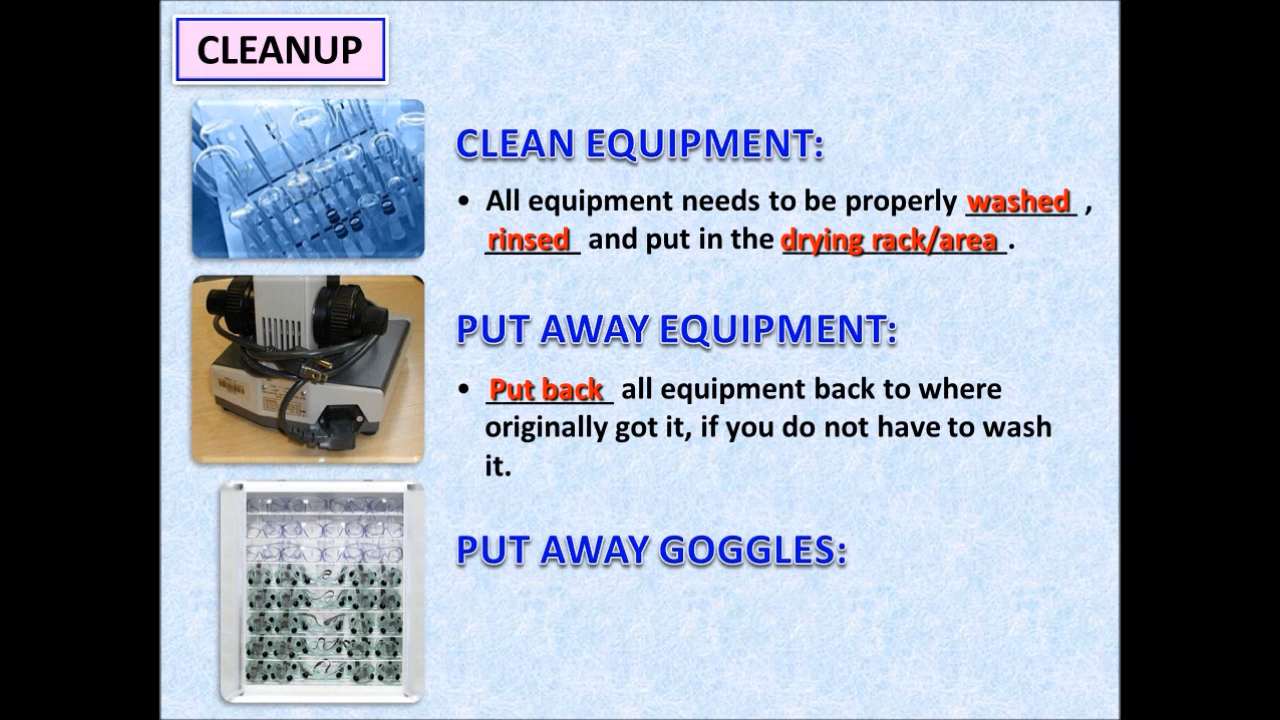 CLEANUP
CLEAN EQUIPMENT:
• All equipment needs to be properly washed ,
rinsed and put in the drying rack/area .
PUT AWAY EQUIPMENT:
• Put back all equipment back to where
originally got it, if you do not have to wash
it.
PUT AWAY GOGGLES: